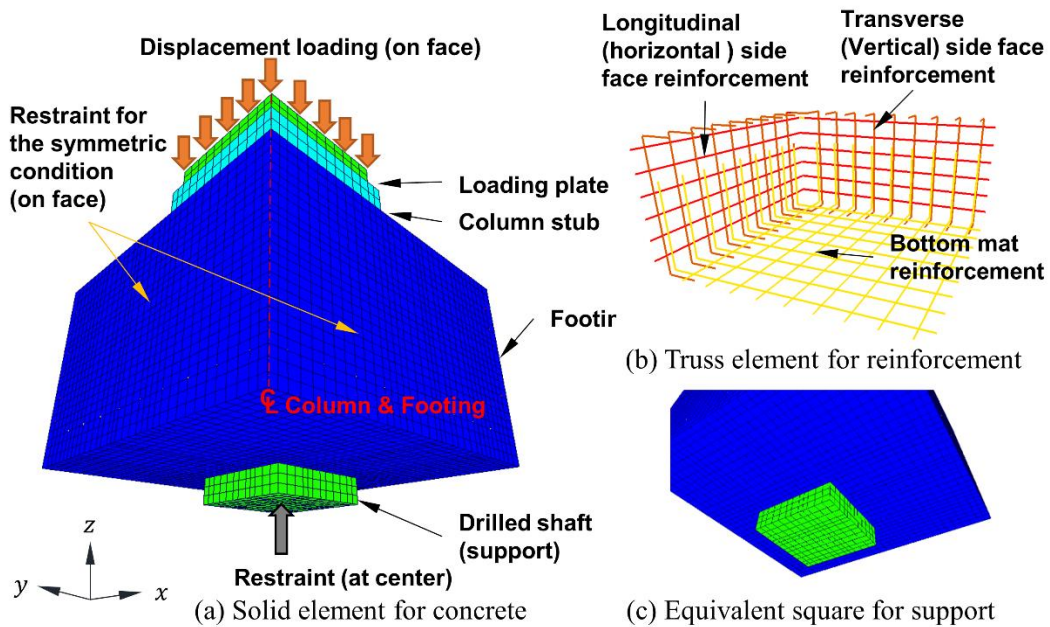 Displacement loading (on face)
Restraint for
the symmetric
condition
(on face)
Loading plate
Column stub
Footir
℄ Column & Footing
Drilled shaft
(support)
Restraint (at center)
z
y
x
(a) Solid element for concrete
Longitudinal
(horizontal ) side
face reinforcement
Transverse
(Vertical) side face
reinforcement
Bottom mat
reinforcement
(b) Truss element for reinforcement
(c) Equivalent square for support